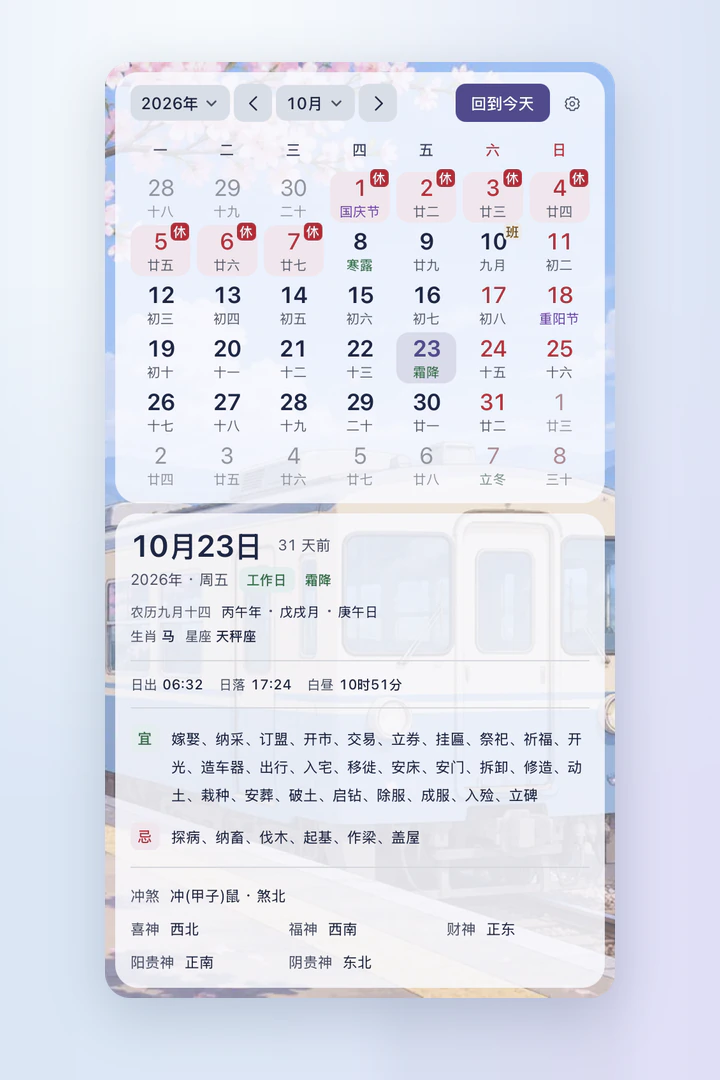 2026年 10月 回到今天
一 二 三 四 五 六 日
28 29 30 1休 2休 3休 4休
十八 十九 二十 国庆节 廿二 廿三 廿四
5休 6休 7休 8 9 10班 11
廿五 廿六 廿七 寒露 廿九 九月 初二
12 13 14 15 16 17 18
初三 初四 初五 初六 初七 初八 重阳节
19 20 21 22 23 24 25
初十 十一 十二 十三 霜降 十五 十六
26 27 28 29 30 31 1
十七 十八 十九 二十 廿一 廿二 廿三
2 3 4 5 6 7 8
廿四 廿五 廿六 廿七 廿八 立冬 三十
10月23日 31 天前
2026年 · 周五 工作日 霜降
农历九月十四 丙午年 · 戊戌月 · 庚午日
生肖 马 星座 天秤座
日出 06:32 日落 17:24 白昼 10时51分
宜 嫁娶、纳采、订盟、开市、交易、立券、挂匾、祭祀、祈福、开
光、造车器、出行、入宅、移徙、安床、安门、拆卸、修造、动
土、栽种、安葬、破土、启钻、除服、成服、入殓、立碑
忌 探病、纳畜、伐木、起基、作梁、盖屋
冲煞 冲(甲子)鼠 · 煞北
喜神 西北 福神 西南 财神 正东
阳贵神 正南 阴贵神 东北